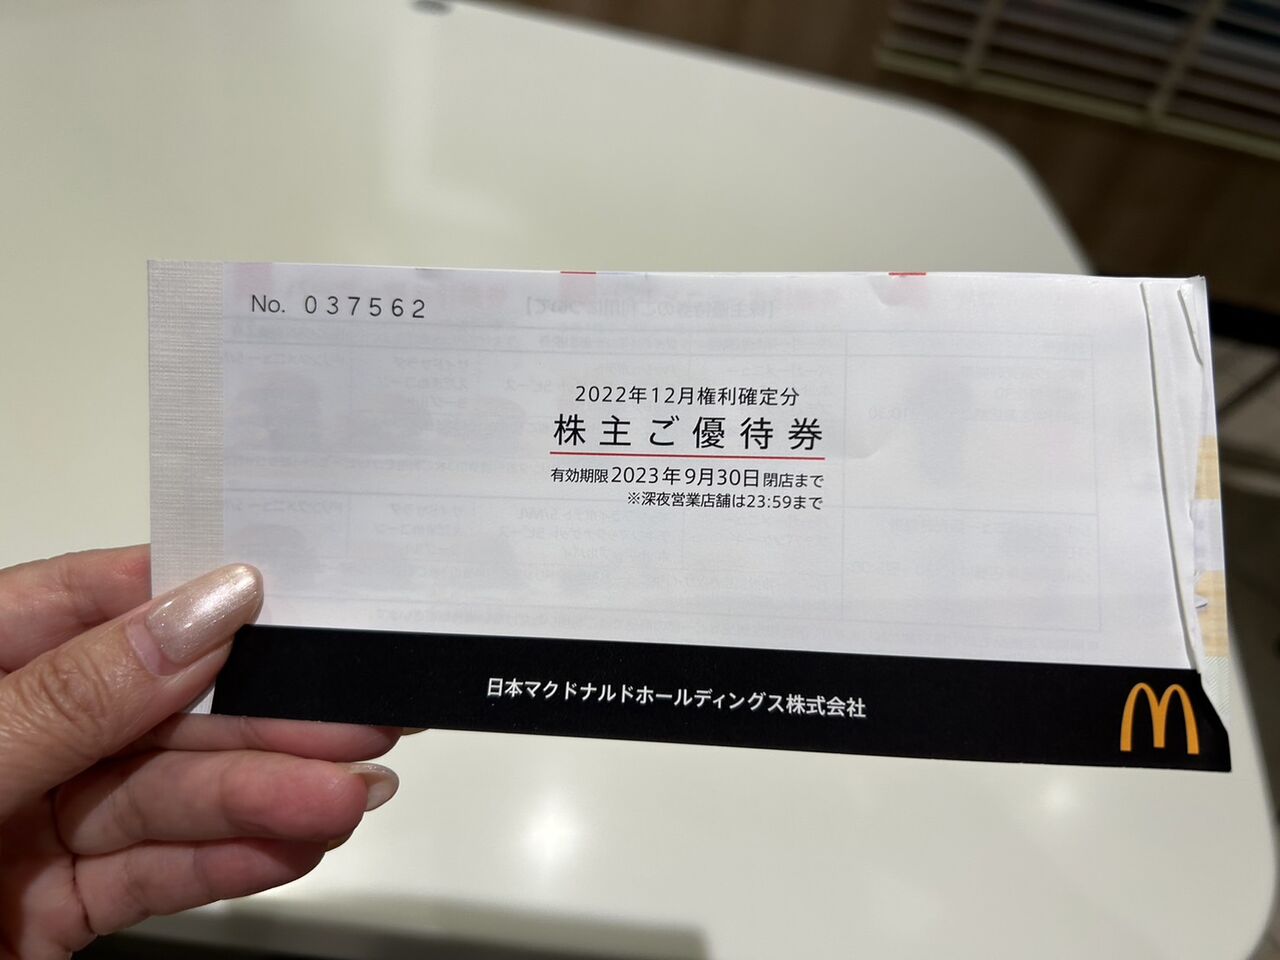 No. 037562
2022年12月権利確定分
株主ご優待券
有効期限2023年9月30日閉店まで
※深夜営業店舗は23:59まで
日本マクドナルドホールディングス株式会社